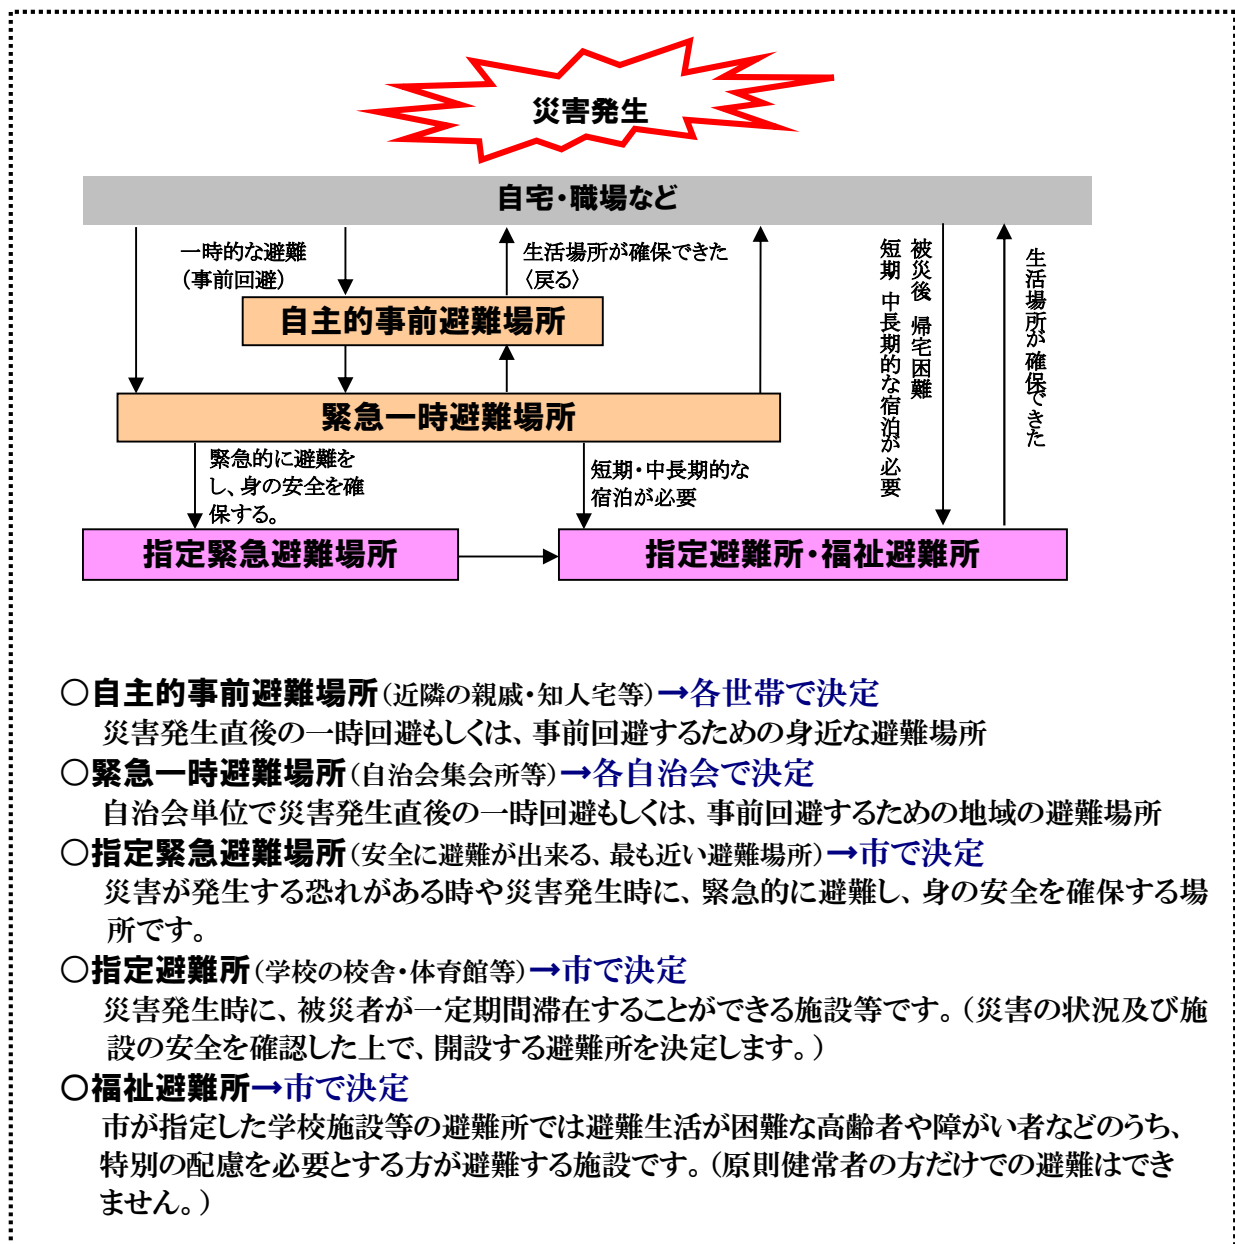 災害発生
自宅・職場など
一時的な避難
（事前回避）
生活場所が確保できた
〈戻る〉
被災後、帰宅困難
短期・中長期的な宿泊が必要
生活場所が確保できた
自主的事前避難場所
緊急一時避難場所
緊急的に避難を
し、身の安全を確
保する。
短期・中長期的な
宿泊が必要
指定緊急避難場所
指定避難所・福祉避難所
○自主的事前避難場所（近隣の親戚・知人宅等）→各世帯で決定
災害発生直後の一時回避もしくは、事前回避するための身近な避難場所
○緊急一時避難場所（自治会集会所等）→各自治会で決定
自治会単位で災害発生直後の一時回避もしくは、事前回避するための地域の避難場所
○指定緊急避難場所（安全に避難が出来る、最も近い避難場所）→市で決定
災害が発生する恐れがある時や災害発生時に、緊急的に避難し、身の安全を確保する場
所です。
○指定避難所（学校の校舎・体育館等）→市で決定
災害発生時に、被災者が一定期間滞在することができる施設等です。（災害の状況及び施
設の安全を確認した上で、開設する避難所を決定します。）
○福祉避難所→市で決定
市が指定した学校施設等の避難所では避難生活が困難な高齢者や障がい者などのうち、
特別の配慮を必要とする方が避難する施設です。（原則健常者の方だけでの避難はでき
ません。）